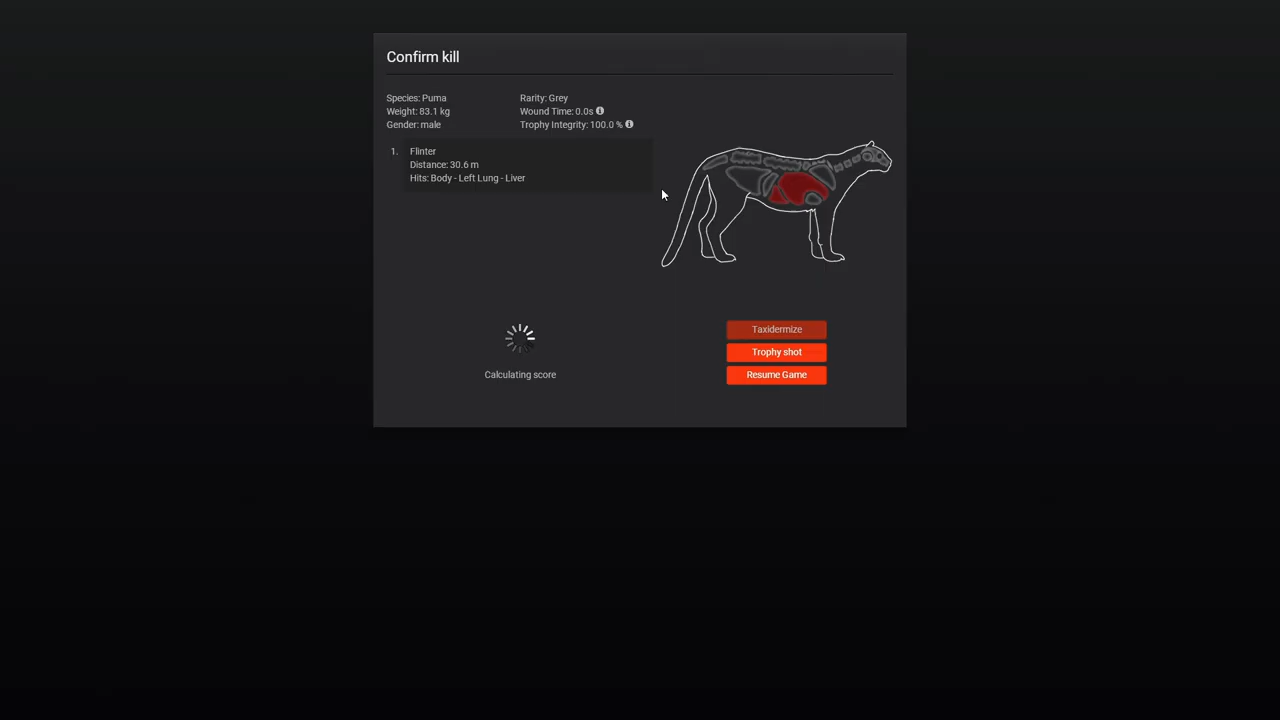 Confirm kill
Species: Puma
Rarity: Grey
Weight: 83.1 kg
Wound Time: 0.0s
Gender: male
Trophy Integrity: 100.0 %
1. Flinter
Distance: 30.6 m
Hits: Body - Left Lung - Liver
Taxidermize
Trophy shot
Calculating score
Resume Game